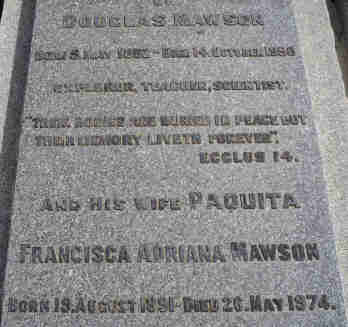 DOUGLAS MAWSON
BORN 5 MAY 1882 - DIED 14 OCTOBER 1958
EXPLORER, TEACHER, SCIENTIST.
"THEIR BODIES ARE BURIED IN PEACE BUT
THEIR MEMORY LIVETH FOREVER".
ECCLUS 14.
AND HIS WIFE PAQUITA
FRANCISCA ADRIANA MAWSON
BORN 19. AUGUST 1891-DIED 26. MAY 1974.